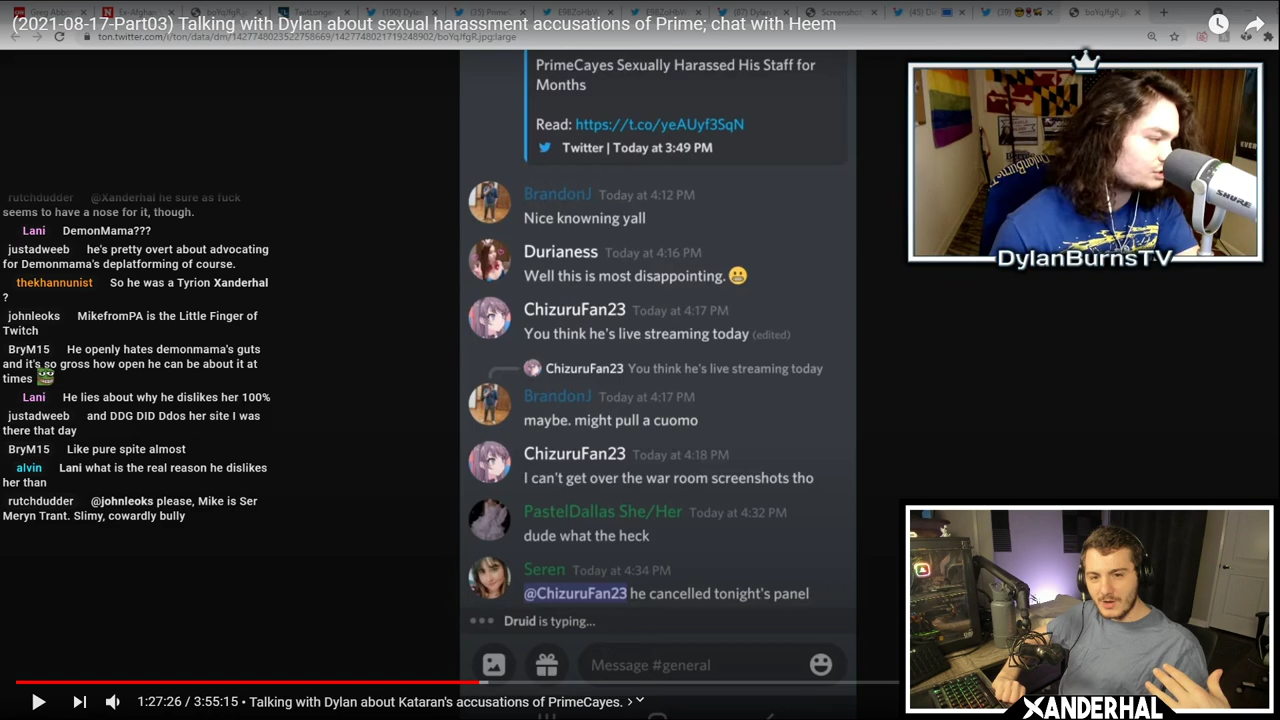 (2021-08-17-Part03) Talking with Dylan about sexual harassment accusations of Prime; chat with Heem
ton.twitter.com/i/ton/data/dm/1427748023522758669/1427748021719248902/boYqJfgR.jpg:large
PrimeCayes Sexually Harassed His Staff for
Months
Read: https://t.co/yeAUyf3SqN
Twitter | Today at 3:49 PM
BrandonJ Today at 4:12 PM
Nice knowning yall
Durianess Today at 4:16 PM
Well this is most disappointing.
ChizuruFan23 Today at 4:17 PM
You think he's live streaming today (edited)
ChizuruFan23 You think he's live streaming today
BrandonJ Today at 4:17 PM
maybe. might pull a cuomo
ChizuruFan23 Today at 4:18 PM
I can't get over the war room screenshots tho
PastelDallas She/Her Today at 4:32 PM
dude what the heck
Seren Today at 4:34 PM
@ChizuruFan23 he cancelled tonight's panel
Druid is typing...
Message #general
rutchdudder @Xanderhal he sure as fuck
seems to have a nose for it, though.
Lani DemonMama???
justadweeb he's pretty overt about advocating
for Demonmama's deplatforming of course.
thekhannunist So he was a Tyrion Xanderhal
?
johnleoks MikefromPA is the Little Finger of
Twitch
BryM15 He openly hates demonmama's guts
and it's so gross how open he can be about it at
times
Lani He lies about why he dislikes her 100%
justadweeb and DDG DID Ddos her site I was
there that day
BryM15 Like pure spite almost
alvin Lani what is the real reason he dislikes
her than
rutchdudder @johnleoks please, Mike is Ser
Meryn Trant. Slimy, cowardly bully
SHURE
DylanBurnsTV
XANDERHAL
1:27:26 / 3:55:15 • Talking with Dylan about Kataran's accusations of PrimeCayes.